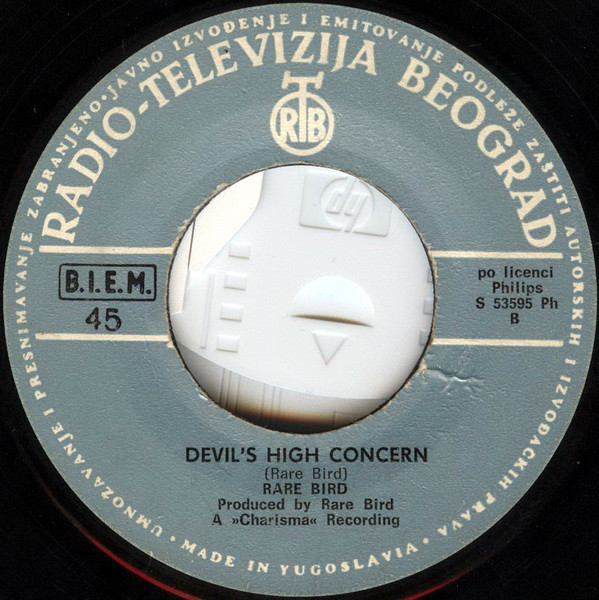 UMNOŽAVANJE I PRESNIMAVANJE ZABRANJENO • JAVNO IZVOĐENJE I EMITOVANJE PODLEŽE ZAŠTITI AUTORSKIH I IZVOĐAČKIH PRAVA •
RADIO-TELEVIZIJA BEOGRAD
RTB
hp
B.I.E.M.
45
po licenci
Philips
S 53595 Ph
B
DEVIL'S HIGH CONCERN
(Rare Bird)
RARE BIRD
Produced by Rare Bird
A »Charisma« Recording
MADE IN YUGOSLAVIA